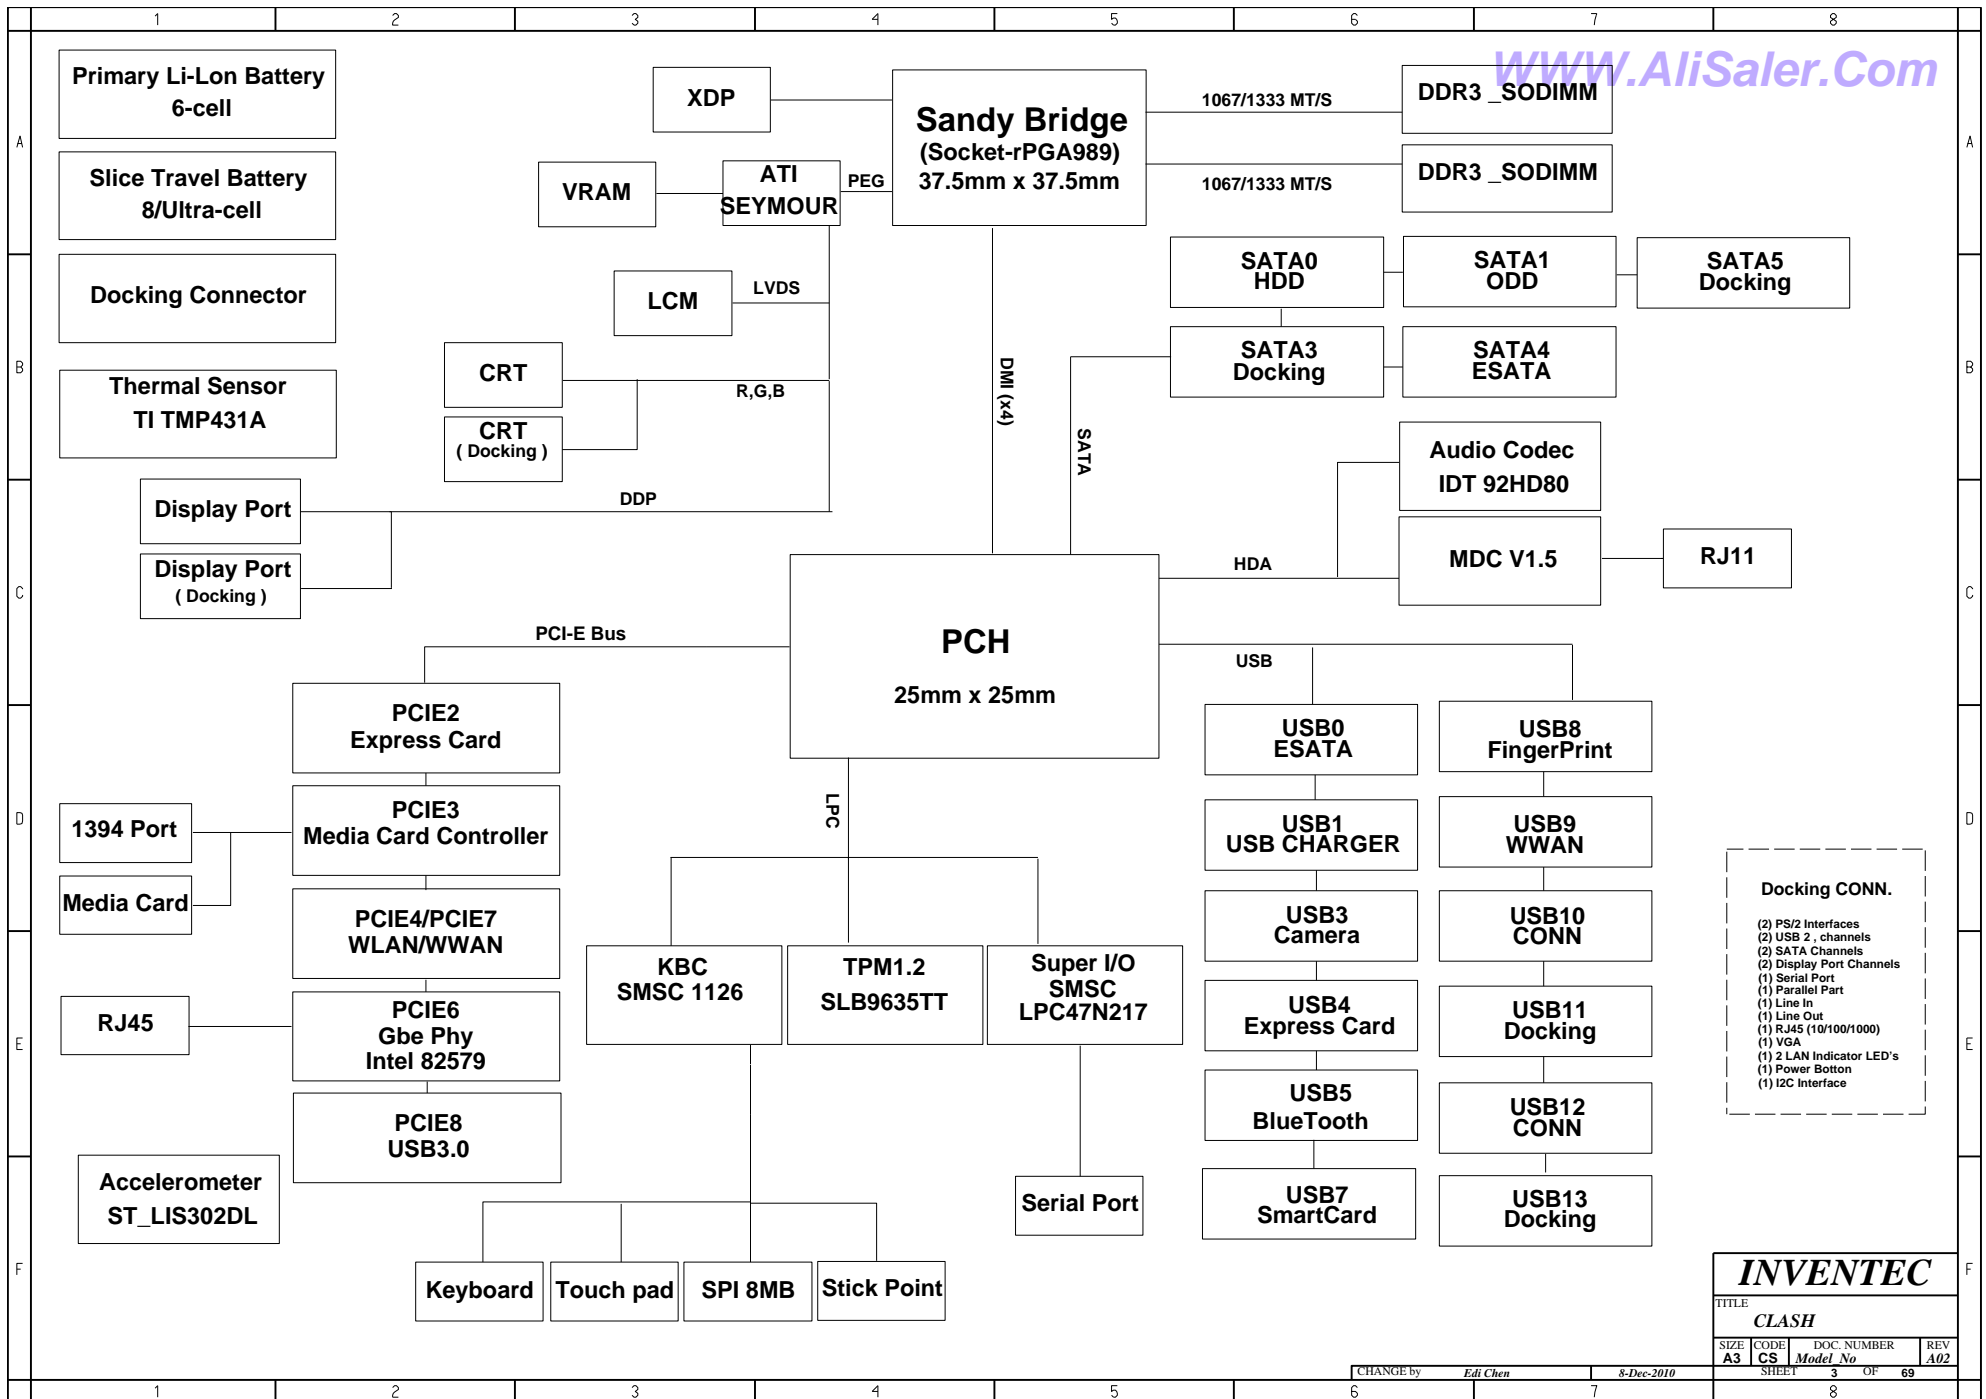 1 2 3 4 5 6 7 8
WWW.AliSaler.Com
Primary Li-Lon Battery
6-cell
Slice Travel Battery
8/Ultra-cell
Docking Connector
Thermal Sensor
TI TMP431A
XDP
VRAM
ATI
SEYMOUR
PEG
Sandy Bridge
(Socket-rPGA989)
37.5mm x 37.5mm
1067/1333 MT/S
DDR3 _SODIMM
1067/1333 MT/S
DDR3 _SODIMM
LCM
LVDS
CRT
R,G,B
CRT
( Docking )
Display Port
DDP
Display Port
( Docking )
DMI (x4)
SATA
SATA0
HDD
SATA1
ODD
SATA5
Docking
SATA3
Docking
SATA4
ESATA
Audio Codec
IDT 92HD80
HDA
MDC V1.5
RJ11
PCH
25mm x 25mm
PCI-E Bus
USB
LPC
PCIE2
Express Card
PCIE3
Media Card Controller
1394 Port
Media Card
PCIE4/PCIE7
WLAN/WWAN
RJ45
PCIE6
Gbe Phy
Intel 82579
PCIE8
USB3.0
Accelerometer
ST_LIS302DL
KBC
SMSC 1126
TPM1.2
SLB9635TT
Super I/O
SMSC
LPC47N217
Serial Port
Keyboard
Touch pad
SPI 8MB
Stick Point
USB0
ESATA
USB1
USB CHARGER
USB3
Camera
USB4
Express Card
USB5
BlueTooth
USB7
SmartCard
USB8
FingerPrint
USB9
WWAN
USB10
CONN
USB11
Docking
USB12
CONN
USB13
Docking
Docking CONN.
(2) PS/2 Interfaces
(2) USB 2 , channels
(2) SATA Channels
(2) Display Port Channels
(1) Serial Port
(1) Parallel Part
(1) Line In
(1) Line Out
(1) RJ45 (10/100/1000)
(1) VGA
(1) 2 LAN Indicator LED's
(1) Power Botton
(1) I2C Interface
A A
B B
C C
D D
E E
F F
INVENTEC
TITLE
CLASH
SIZE CODE DOC. NUMBER REV
A3 CS Model_No A02
CHANGE by Edi Chen 8-Dec-2010 SHEET 3 OF 69
1 2 3 4 5 6 7 8